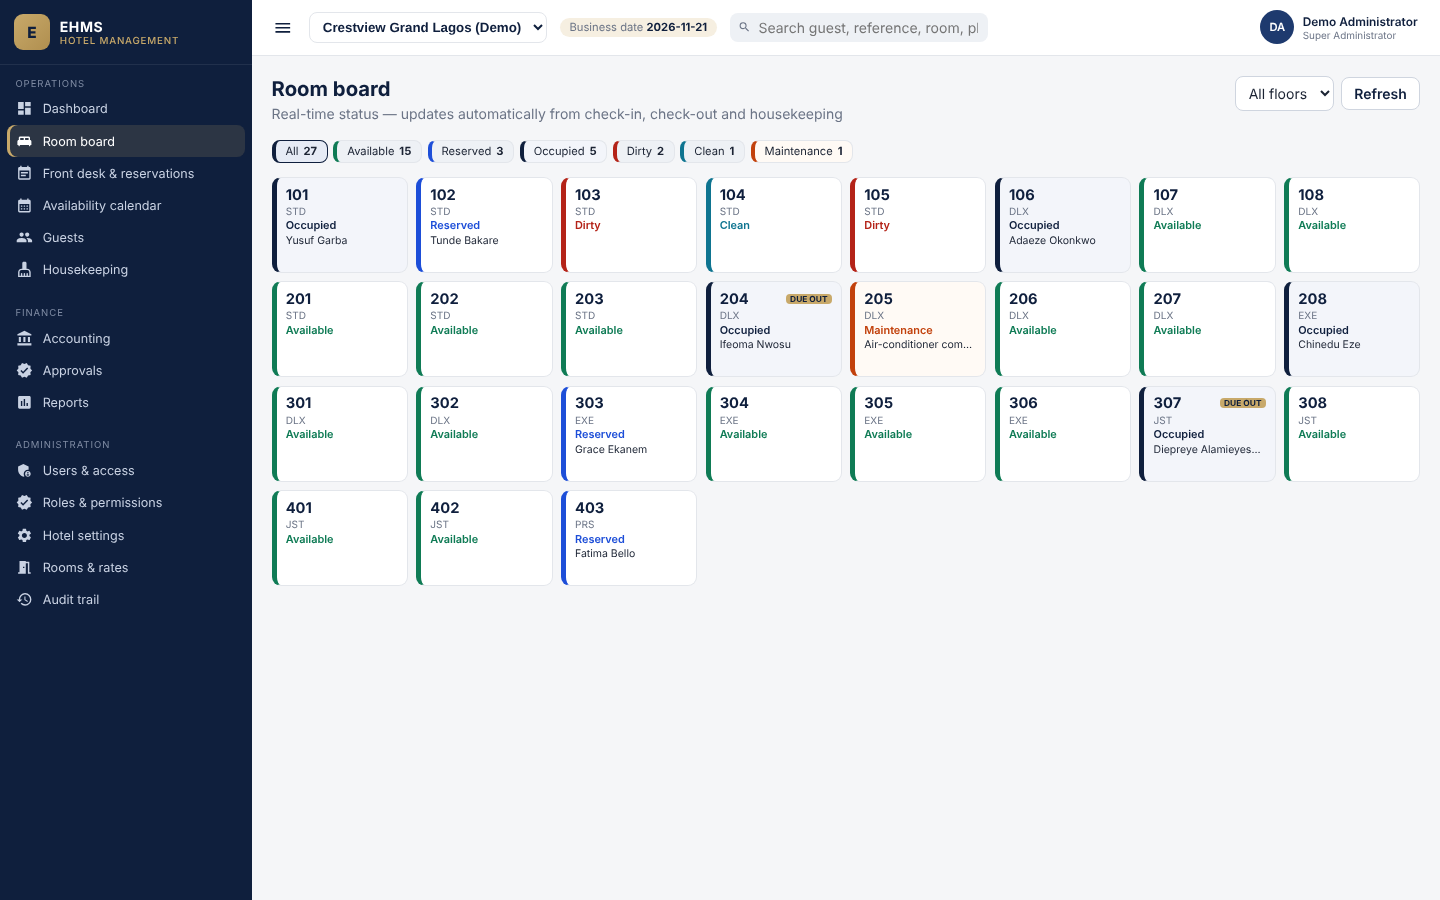 E
EHMS
HOTEL MANAGEMENT
OPERATIONS
Dashboard
Room board
Front desk & reservations
Availability calendar
Guests
Housekeeping
FINANCE
Accounting
Approvals
Reports
ADMINISTRATION
Users & access
Roles & permissions
Hotel settings
Rooms & rates
Audit trail
Crestview Grand Lagos (Demo)
Business date 2026-11-21
Search guest, reference, room, pl
DA
Demo Administrator
Super Administrator
Room board
Real-time status — updates automatically from check-in, check-out and housekeeping
All floors
Refresh
All 27
Available 15
Reserved 3
Occupied 5
Dirty 2
Clean 1
Maintenance 1
101
STD
Occupied
Yusuf Garba
102
STD
Reserved
Tunde Bakare
103
STD
Dirty
104
STD
Clean
105
STD
Dirty
106
DLX
Occupied
Adaeze Okonkwo
107
DLX
Available
108
DLX
Available
201
STD
Available
202
STD
Available
203
STD
Available
204
DUE OUT
DLX
Occupied
Ifeoma Nwosu
205
DLX
Maintenance
Air-conditioner com...
206
DLX
Available
207
DLX
Available
208
EXE
Occupied
Chinedu Eze
301
DLX
Available
302
DLX
Available
303
EXE
Reserved
Grace Ekanem
304
EXE
Available
305
EXE
Available
306
EXE
Available
307
DUE OUT
JST
Occupied
Diepreye Alamieyes...
308
JST
Available
401
JST
Available
402
JST
Available
403
PRS
Reserved
Fatima Bello